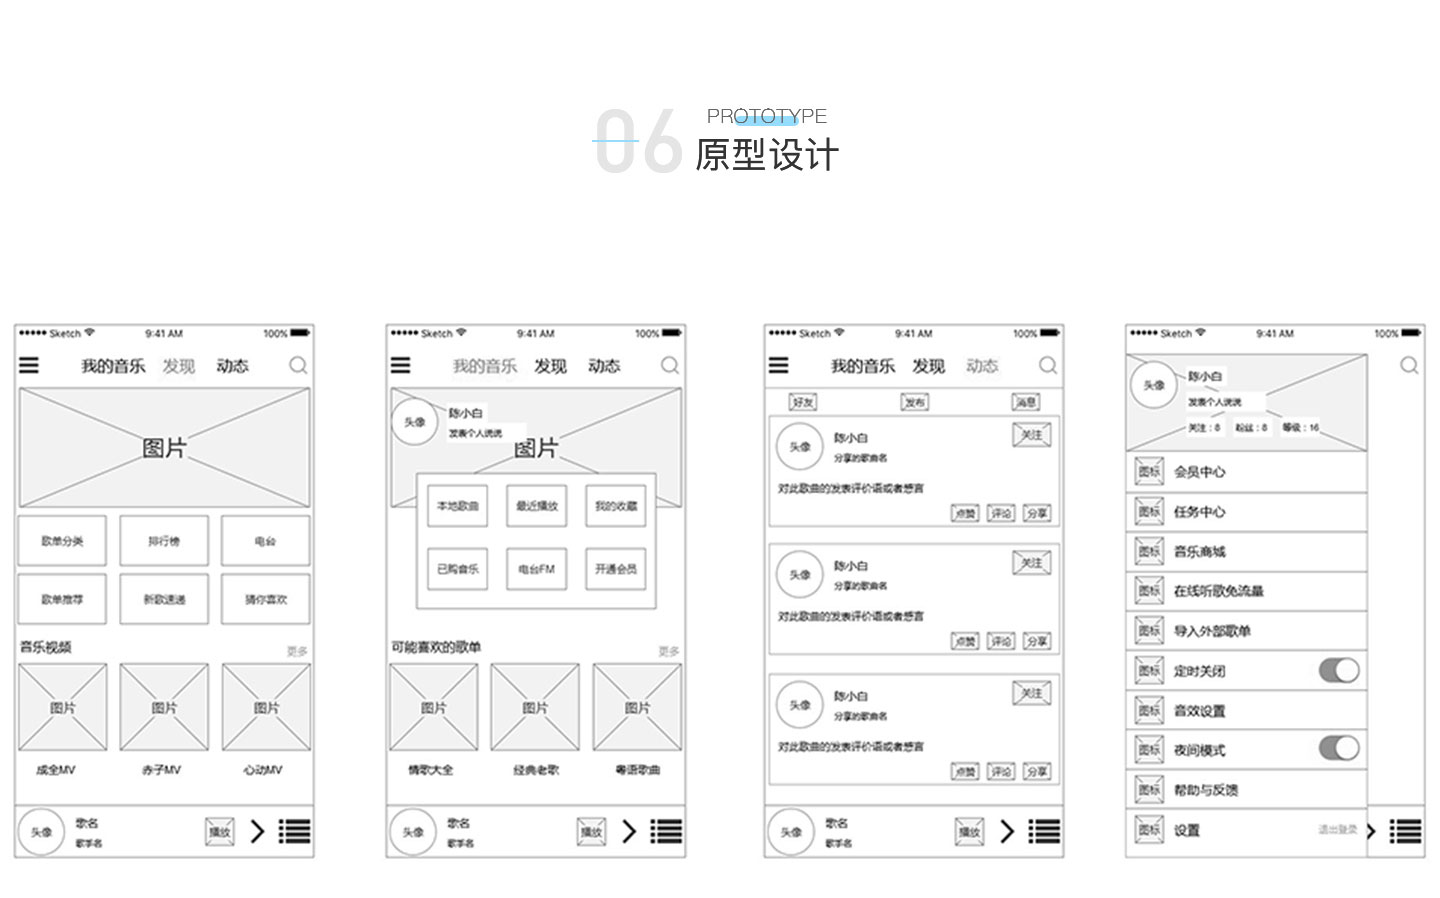 06
PROTOTYPE
原型设计
Sketch 9:41 AM 100%
我的音乐 发现 动态
图片
歌单分类 排行榜 电台
歌单推荐 新歌速递 猜你喜欢
音乐视频 更多
图片 图片 图片
成全MV 赤子MV 心动MV
头像 歌名 播放
歌手名
Sketch 9:41 AM 100%
我的音乐 发现 动态
头像 陈小白
发表个人说说
图片
本地歌曲 最近播放 我的收藏
已购音乐 电台FM 开通会员
可能喜欢的歌单 更多
图片 图片 图片
情歌大全 经典老歌 粤语歌曲
头像 歌名 播放
歌手名
Sketch 9:41 AM 100%
我的音乐 发现 动态
好友 发布 消息
头像 陈小白 关注
分享的歌曲名
对此歌曲的发表评价语或者想言
点赞 评论 分享
头像 陈小白 关注
分享的歌曲名
对此歌曲的发表评价语或者想言
点赞 评论 分享
头像 陈小白 关注
分享的歌曲名
对此歌曲的发表评价语或者想言
点赞 评论 分享
头像 歌名 播放
歌手名
Sketch 9:41 AM 100%
头像 陈小白
发表个人说说
关注：8 粉丝：8 等级：16
图标 会员中心
图标 任务中心
图标 音乐商城
图标 在线听歌免流量
图标 导入外部歌单
图标 定时关闭
图标 音效设置
图标 夜间模式
图标 帮助与反馈
图标 设置 退出登录